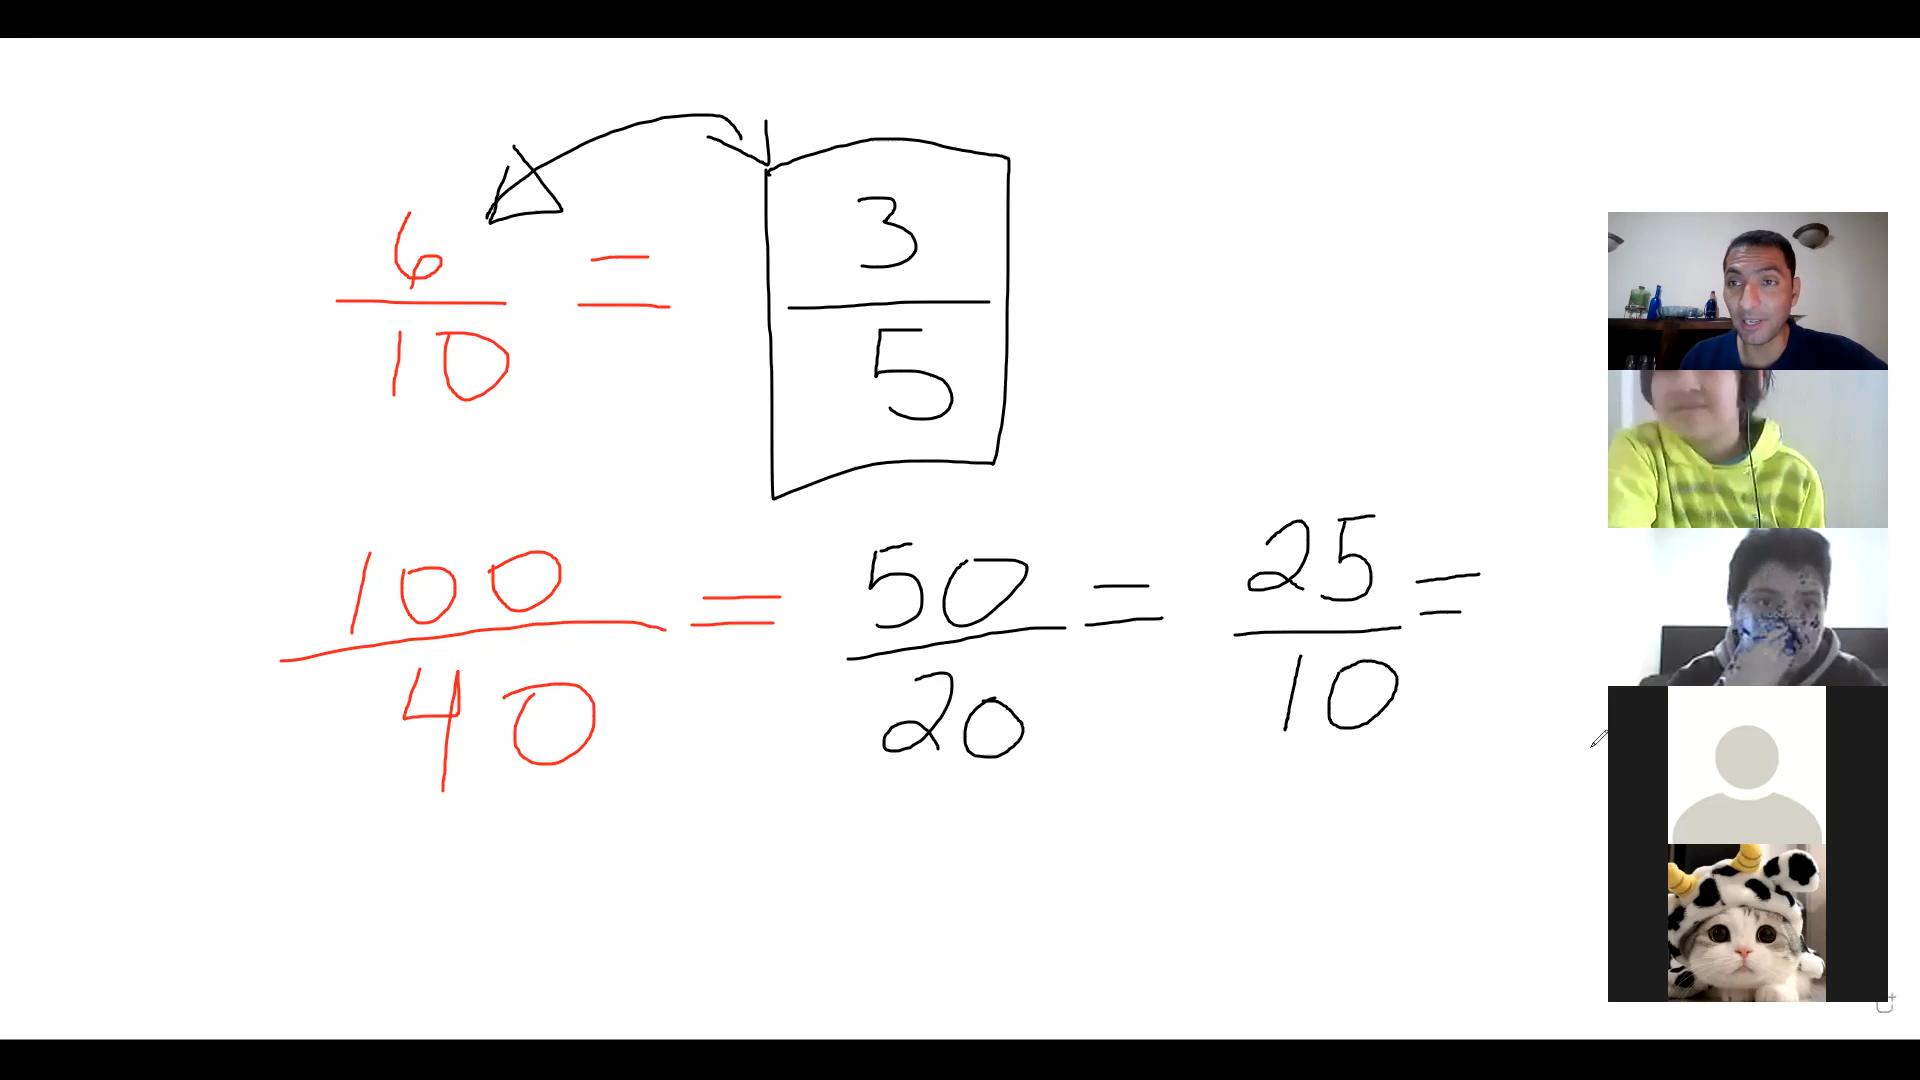 6/10 = 3/5
100/40 = 50/20 = 25/10 =